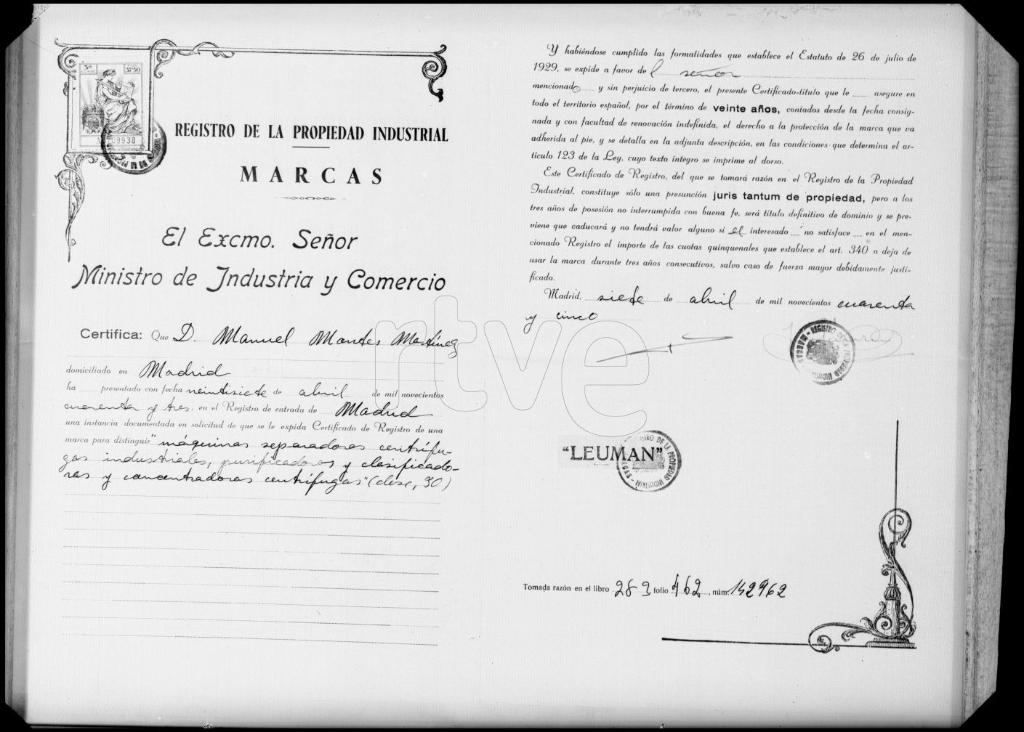 REGISTRO DE LA PROPIEDAD INDUSTRIAL
MARCAS
El Excmo. Señor
Ministro de Industria y Comercio
Certifica: Que D. Manuel Montes Martínez
domiciliado en Madrid
ha presentado con fecha veintisiete de abril de mil novecientos
cuarenta y tres, en el Registro de entrada de Madrid
una instancia documentada en solicitud de que se le expida Certificado de Registro de una
marca para distinguir "máquinas separadoras centrífu-
gas industriales, purificadoras y clasificado-
ras y concentradoras centrífugas" (clase, 30)
Y habiéndose cumplido las formalidades que establece el Estatuto de 26 de julio de
1929, se expide a favor del señor
mencionado y sin perjuicio de tercero, el presente Certificado-título que le asegure en
todo el territorio español, por el término de veinte años, contados desde la fecha consig-
nada y con facultad de renovación indefinida, el derecho a la protección de la marca que va
adherida al pie, y se detalla en la adjunta descripción, en las condiciones que determina el ar-
tículo 123 de la Ley, cuyo texto íntegro se imprime al dorso.
Este Certificado de Registro, del que se tomará razón en el Registro de la Propiedad
Industrial, constituye sólo una presunción juris tantum de propiedad, pero a los
tres años de posesión no interrumpida con buena fe, será título definitivo de dominio y se pre-
viene que caducará y no tendrá valor alguno si el interesado no satisface en el men-
cionado Registro el importe de las cuotas quinquenales que establece el art. 340 o deja de
usar la marca durante tres años consecutivos, salvo caso de fuerza mayor debidamente justi-
ficado.
Madrid, siete de abril de mil novecientos cuarenta
y cinco
rtve
"LEUMAN"
Tomada razón en el libro 289 folio 462, núm. 142962